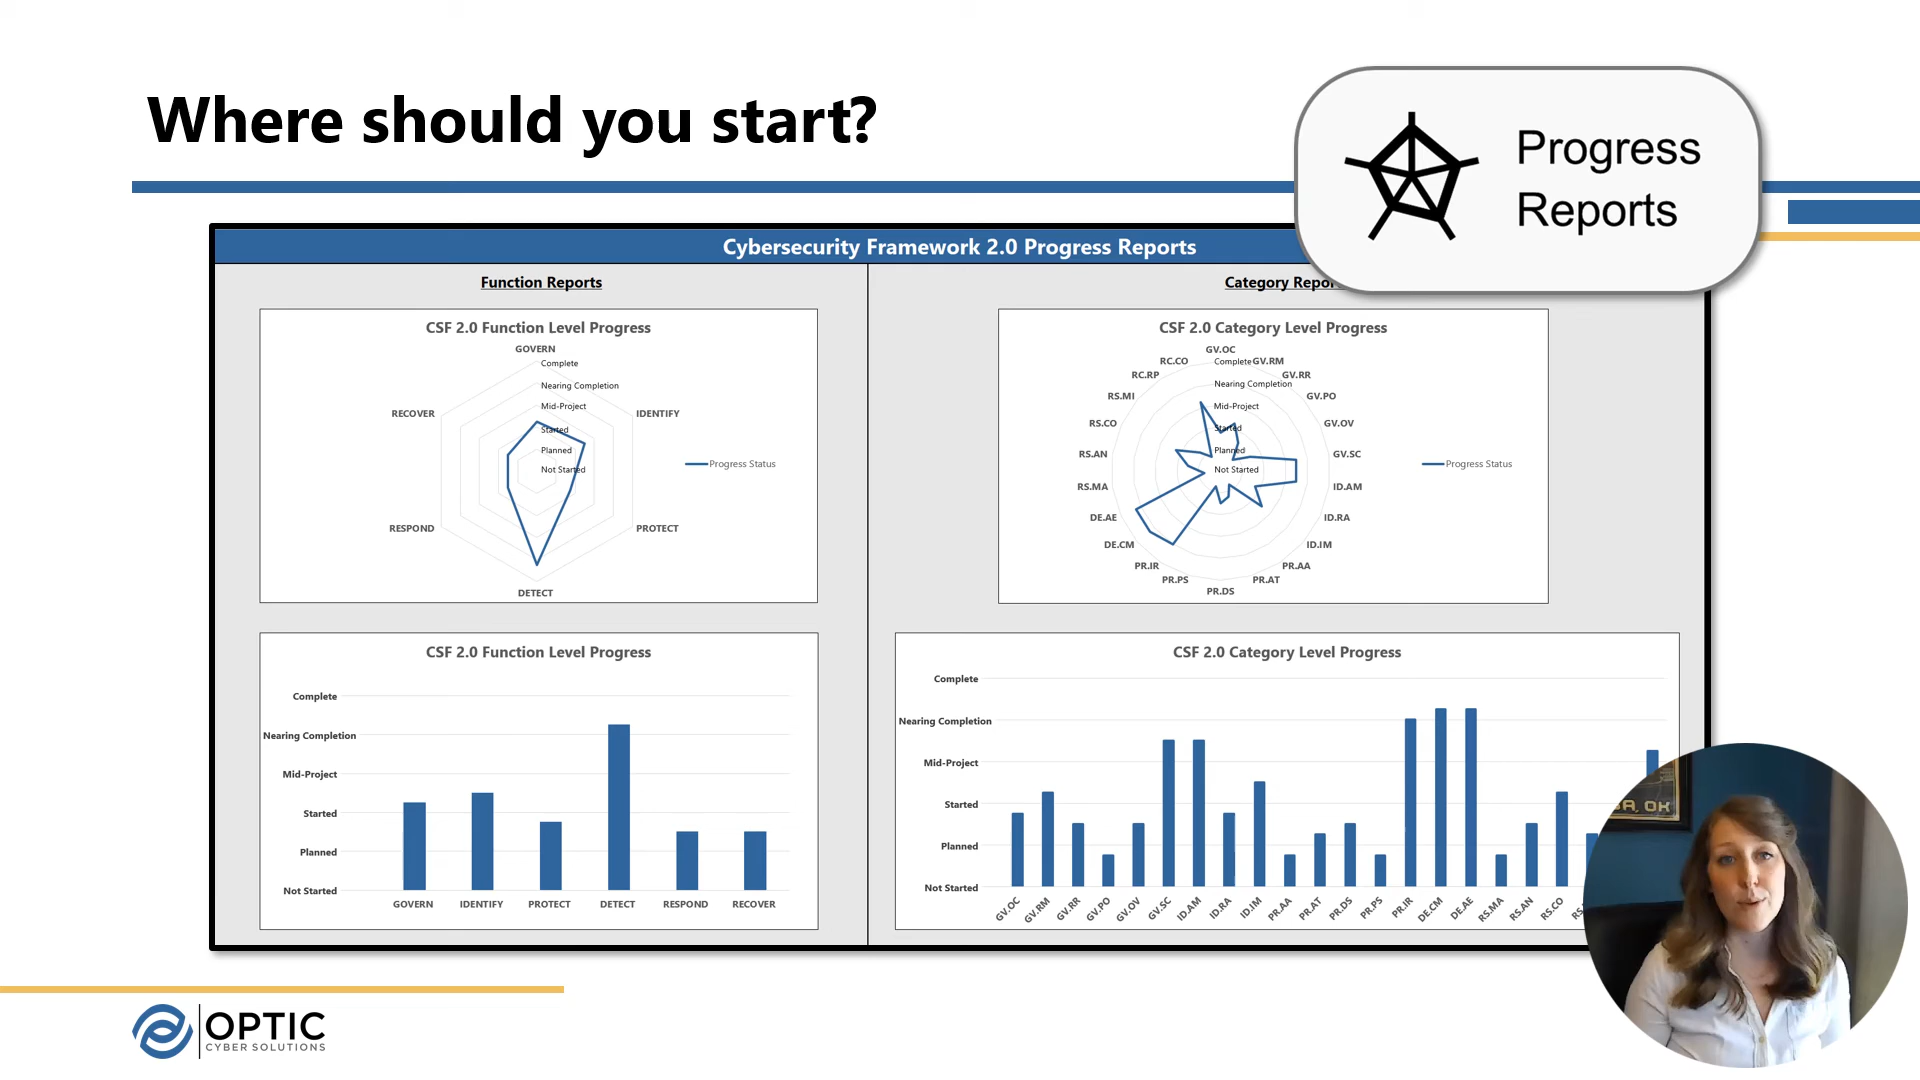 Where should you start?
Progress
Reports
Cybersecurity Framework 2.0 Progress Reports
Function Reports
CSF 2.0 Function Level Progress
GOVERN
Complete
Nearing Completion
Mid-Project
Started
Planned
Not Started
RECOVER
IDENTIFY
RESPOND
PROTECT
DETECT
Progress Status
Category
CSF 2.0 Category Level Progress
GV.OC
Complete
Nearing Completion
Mid-Project
Started
Planned
Not Started
GV.RM
GV.RR
GV.PO
GV.OV
GV.SC
ID.AM
ID.RA
ID.IM
PR.AA
PR.AT
PR.DS
PR.PS
PR.IR
DE.CM
DE.AE
RS.MA
RS.AN
RS.CO
RS.MI
RC.RP
RC.CO
Progress Status
CSF 2.0 Function Level Progress
Complete
Nearing Completion
Mid-Project
Started
Planned
Not Started
GOVERN IDENTIFY PROTECT DETECT RESPOND RECOVER
CSF 2.0 Category Level Progress
Complete
Nearing Completion
Mid-Project
Started
Planned
Not Started
GV.OC GV.RM GV.RR GV.PO GV.OV GV.SC ID.AM ID.RA ID.IM PR.AA PR.AT PR.DS PR.PS PR.IR DE.CM DE.AE RS.MA RS.AN RS.CO
OK
OPTIC
CYBER SOLUTIONS